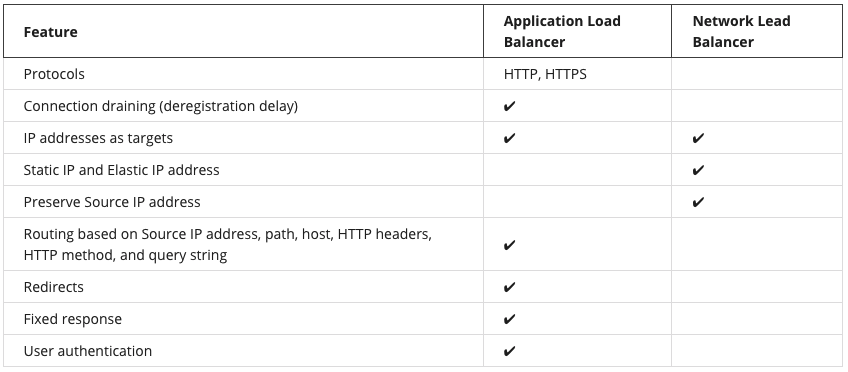 Feature
Application Load
Balancer
Network Lead
Balancer
Protocols
HTTP, HTTPS
Connection draining (deregistration delay)
✔
IP addresses as targets
✔ ✔
Static IP and Elastic IP address
✔
Preserve Source IP address
✔
Routing based on Source IP address, path, host, HTTP headers,
HTTP method, and query string
✔
Redirects
✔
Fixed response
✔
User authentication
✔